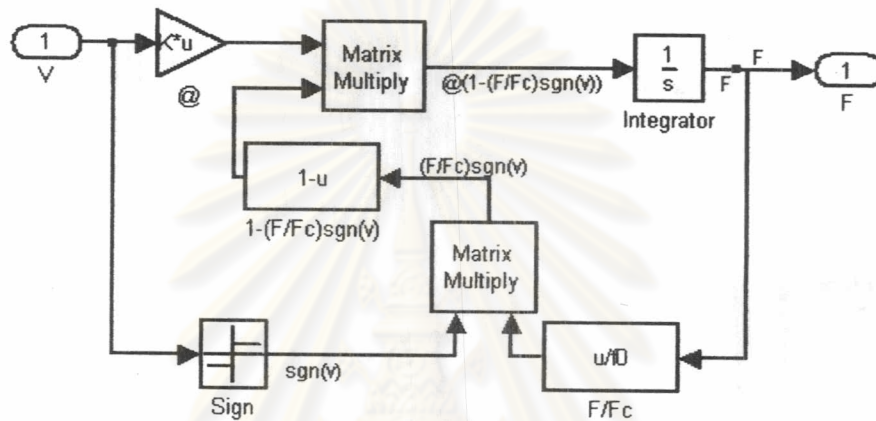 1
V
K*u
@
Matrix
Multiply
@(1-(F/Fc)sgn(v))
1
s
Integrator
F
F
1
F
1-u
1-(F/Fc)sgn(v)
(F/Fc)sgn(v)
Matrix
Multiply
Sign
sgn(v)
u/f0
F/Fc